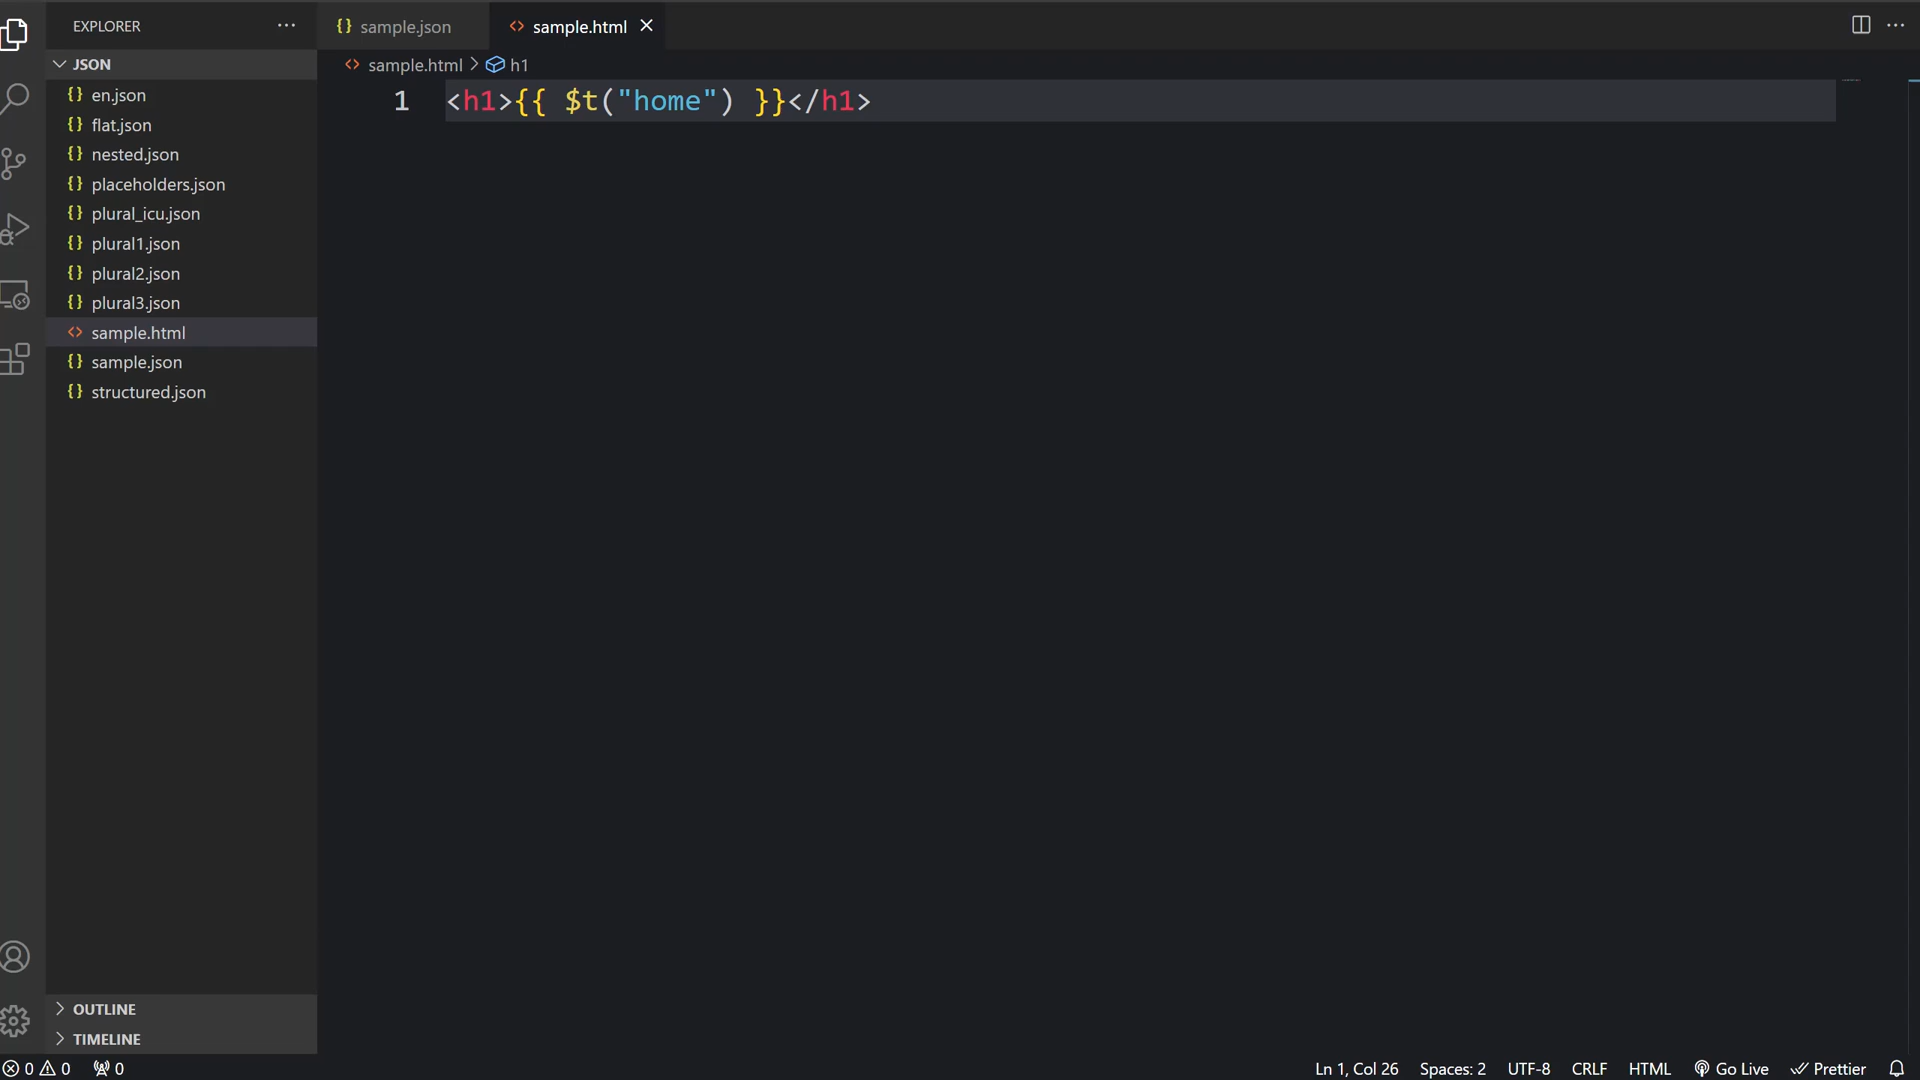 EXPLORER
JSON
en.json
flat.json
nested.json
placeholders.json
plural_icu.json
plural1.json
plural2.json
plural3.json
sample.html
sample.json
structured.json
OUTLINE
TIMELINE
sample.json
sample.html
sample.html > h1
1 <h1>{{ $t("home") }}</h1>
0 0 0
Ln 1, Col 26 Spaces: 2 UTF-8 CRLF HTML Go Live Prettier